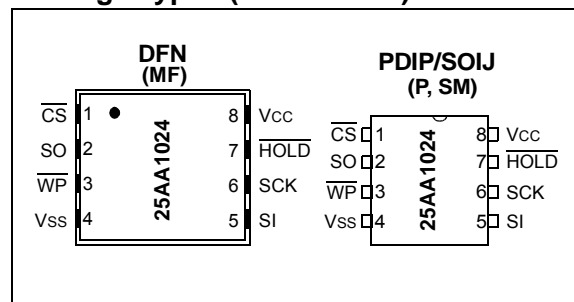 DFN
(MF)
CS 1 8 VCC
SO 2 7 HOLD
WP 3 6 SCK
VSS 4 5 SI
25AA1024
PDIP/SOIJ
(P, SM)
CS 1 8 VCC
SO 2 7 HOLD
WP 3 6 SCK
VSS 4 5 SI
25AA1024